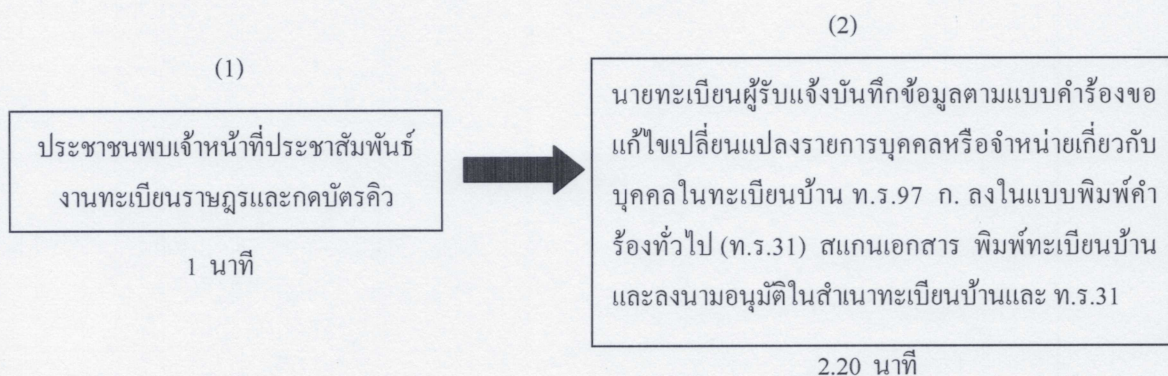 (1)
ประชาชนพบเจ้าหน้าที่ประชาสัมพันธ์
งานทะเบียนราษฎรและกดบัตรคิว
1 นาที
(2)
นายทะเบียนผู้รับแจ้งบันทึกข้อมูลตามแบบคำร้องขอ
แก้ไขเปลี่ยนแปลงรายการบุคคลหรือจำหน่ายเกี่ยวกับ
บุคคลในทะเบียนบ้าน ท.ร.97 ก. ลงในแบบพิมพ์คำ
ร้องทั่วไป (ท.ร.31) สแกนเอกสาร พิมพ์ทะเบียนบ้าน
และลงนามอนุมัติในสำเนาทะเบียนบ้านและ ท.ร.31
2.20 นาที